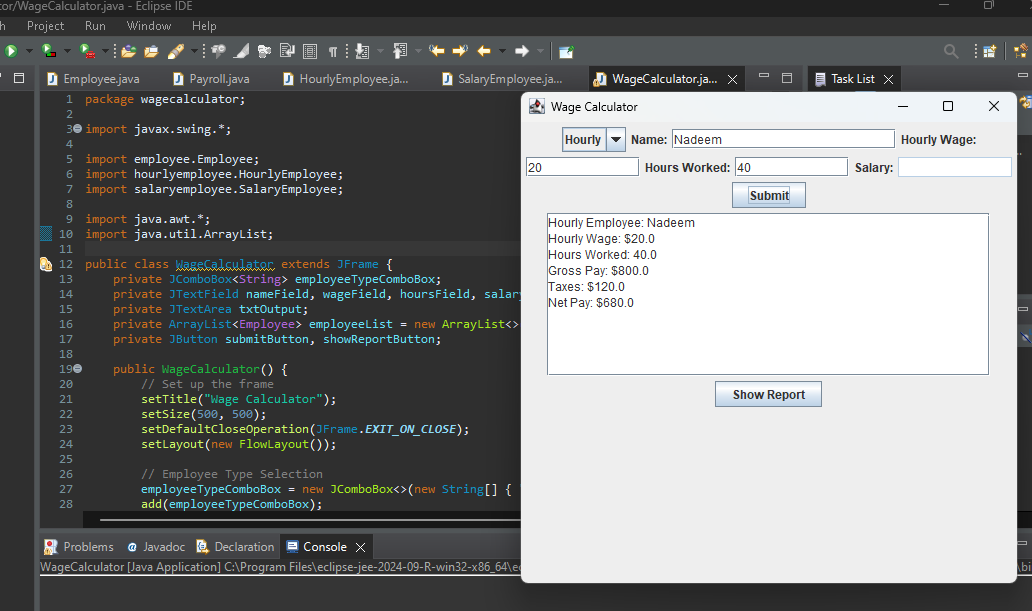 tor/WageCalculator.java - Eclipse IDE
Project Run Window Help
Employee.java Payroll.java HourlyEmployee.ja... SalaryEmployee.ja... WageCalculator.ja... Task List
1 package wagecalculator;
2
3 import javax.swing.*;
4
5 import employee.Employee;
6 import hourlyemployee.HourlyEmployee;
7 import salaryemployee.SalaryEmployee;
8
9 import java.awt.*;
10 import java.util.ArrayList;
11
12 public class WageCalculator extends JFrame {
13 private JComboBox<String> employeeTypeComboBox;
14 private JTextField nameField, wageField, hoursField, salar
15 private JTextArea txtOutput;
16 private ArrayList<Employee> employeeList = new ArrayList<>
17 private JButton submitButton, showReportButton;
18
19 public WageCalculator() {
20 // Set up the frame
21 setTitle("Wage Calculator");
22 setSize(500, 500);
23 setDefaultCloseOperation(JFrame.EXIT_ON_CLOSE);
24 setLayout(new FlowLayout());
25
26 // Employee Type Selection
27 employeeTypeComboBox = new JComboBox<>(new String[] {
28 add(employeeTypeComboBox);
Problems Javadoc Declaration Console
WageCalculator [Java Application] C:\Program Files\eclipse-jee-2024-09-R-win32-x86_64\ec
Wage Calculator
Hourly Name: Nadeem Hourly Wage:
20 Hours Worked: 40 Salary:
Submit
Hourly Employee: Nadeem
Hourly Wage: $20.0
Hours Worked: 40.0
Gross Pay: $800.0
Taxes: $120.0
Net Pay: $680.0
Show Report